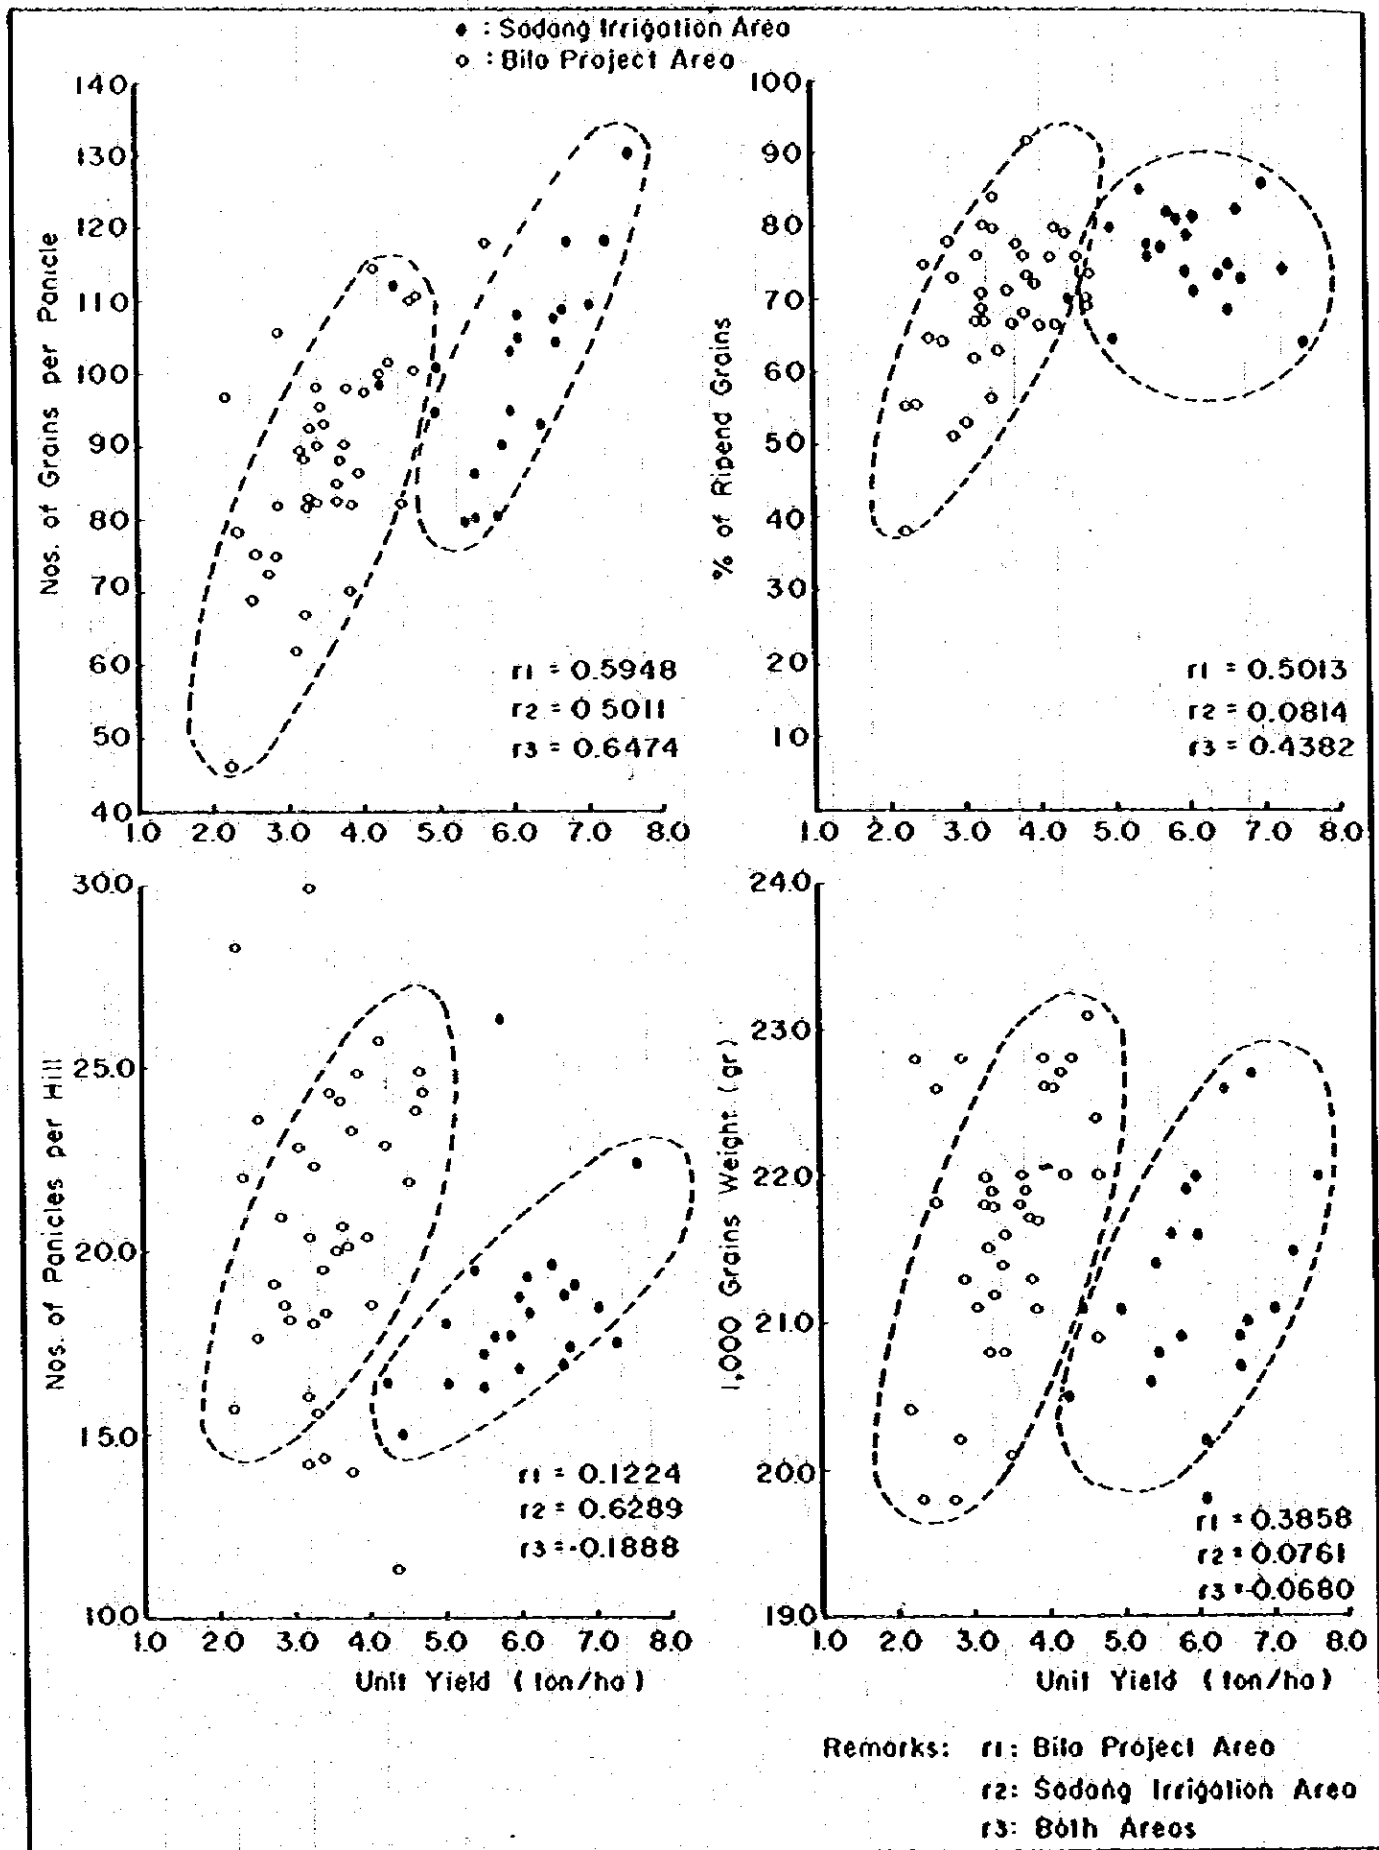 • : Sadang Irrigation Area
○ : Bila Project Area
Nos. of Grains per Panicle
140
130
120
110
100
90
80
70
60
50
40
1.0 2.0 3.0 4.0 5.0 6.0 7.0 8.0
r1 = 0.5948
r2 = 0.5011
r3 = 0.6474
% of Ripend Grains
100
90
80
70
60
50
40
30
20
10
1.0 2.0 3.0 4.0 5.0 6.0 7.0 8.0
r1 = 0.5013
r2 = 0.0814
r3 = 0.4382
Nos. of Panicles per Hill
30.0
25.0
20.0
15.0
10.0
1.0 2.0 3.0 4.0 5.0 6.0 7.0 8.0
Unit Yield (ton/ha)
r1 = 0.1224
r2 = 0.6289
r3 = -0.1888
1,000 Grains Weight (gr)
24.0
23.0
22.0
21.0
20.0
19.0
1.0 2.0 3.0 4.0 5.0 6.0 7.0 8.0
Unit Yield (ton/ha)
r1 = 0.3858
r2 = 0.0761
r3 = -0.0680
Remarks: r1: Bila Project Area
r2: Sadang Irrigation Area
r3: Both Areas